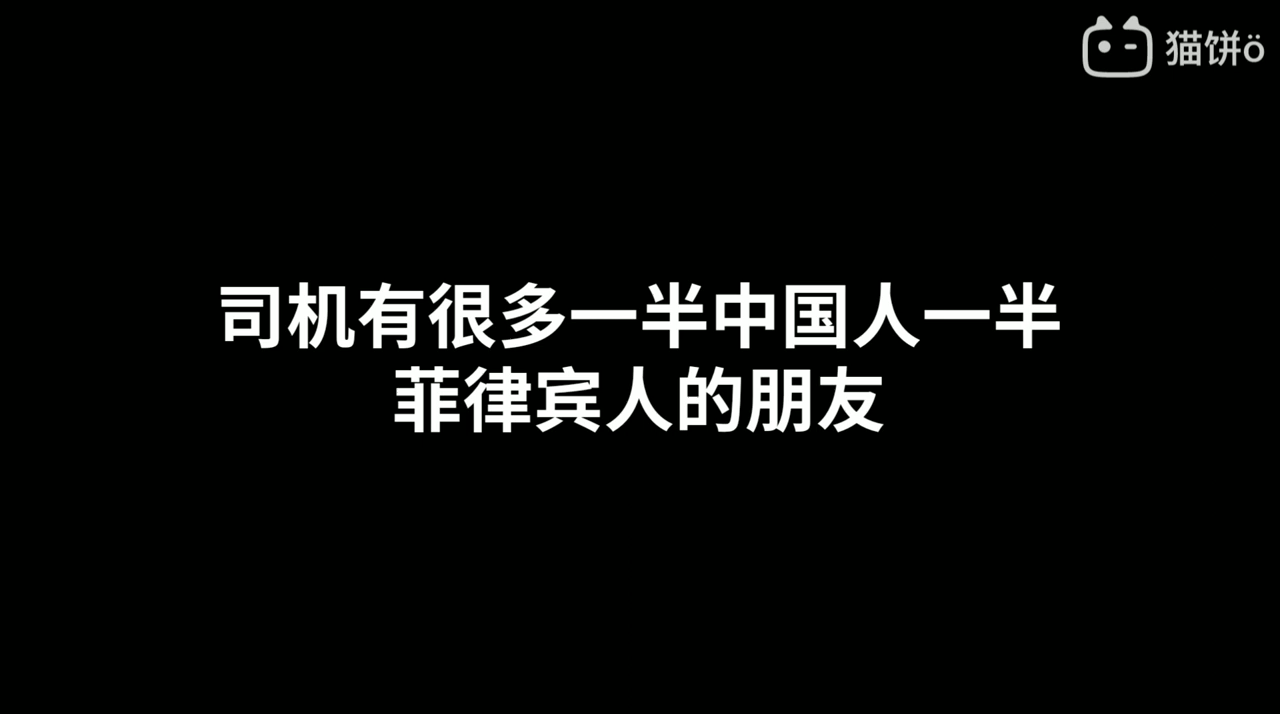 猫饼ö
司机有很多一半中国人一半
菲律宾人的朋友